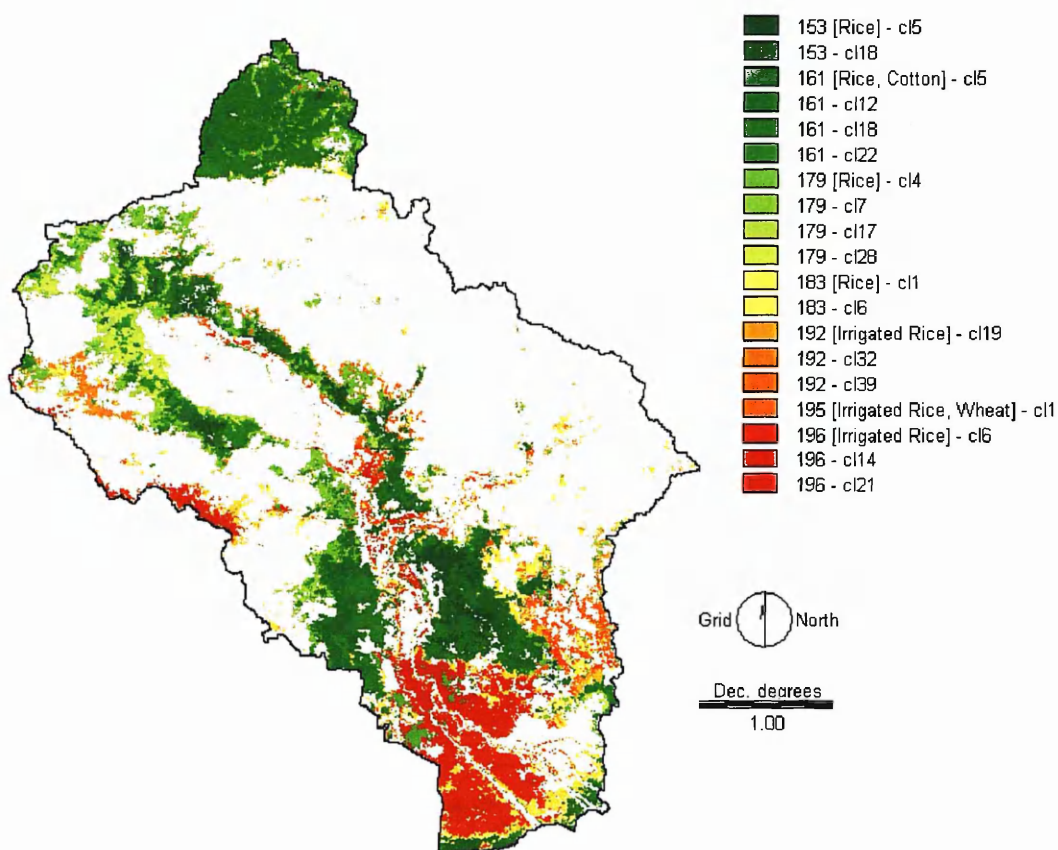 153 [Rice] - cl5
153 - cl18
161 [Rice, Cotton] - cl5
161 - cl12
161 - cl18
161 - cl22
179 [Rice] - cl4
179 - cl7
179 - cl17
179 - cl28
183 [Rice] - cl1
183 - cl6
192 [Irrigated Rice] - cl19
192 - cl32
192 - cl39
195 [Irrigated Rice, Wheat] - cl1
196 [Irrigated Rice] - cl6
196 - cl14
196 - cl21
Grid North
Dec. degrees
1.00